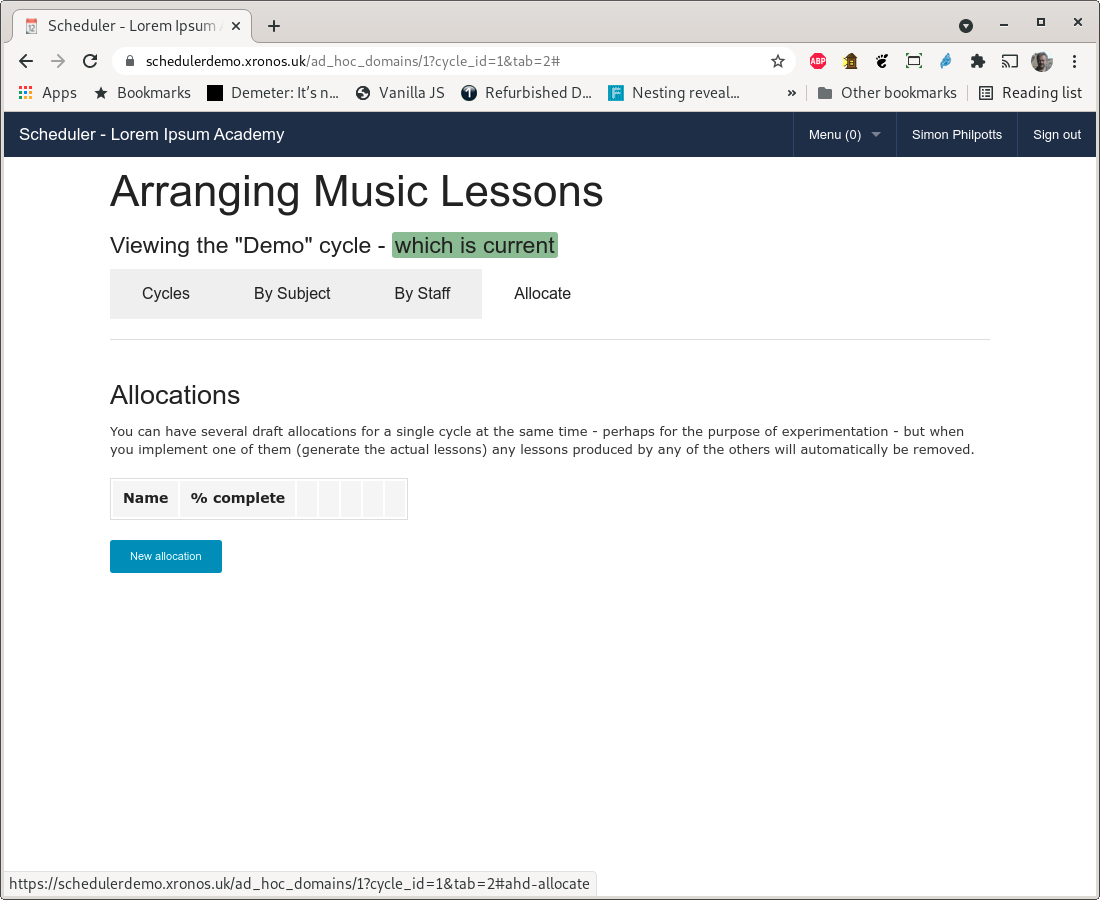 Scheduler - Lorem Ipsum
schedulerdemo.xronos.uk/ad_hoc_domains/1?cycle_id=1&tab=2#
ABP
Apps Bookmarks Demeter: It's n... Vanilla JS Refurbished D... Nesting reveal... » Other bookmarks Reading list
Scheduler - Lorem Ipsum Academy Menu (0) Simon Philpotts Sign out
Arranging Music Lessons
Viewing the "Demo" cycle - which is current
Cycles By Subject By Staff Allocate
Allocations
You can have several draft allocations for a single cycle at the same time - perhaps for the purpose of experimentation - but when
you implement one of them (generate the actual lessons) any lessons produced by any of the others will automatically be removed.
Name % complete
New allocation
https://schedulerdemo.xronos.uk/ad_hoc_domains/1?cycle_id=1&tab=2#ahd-allocate